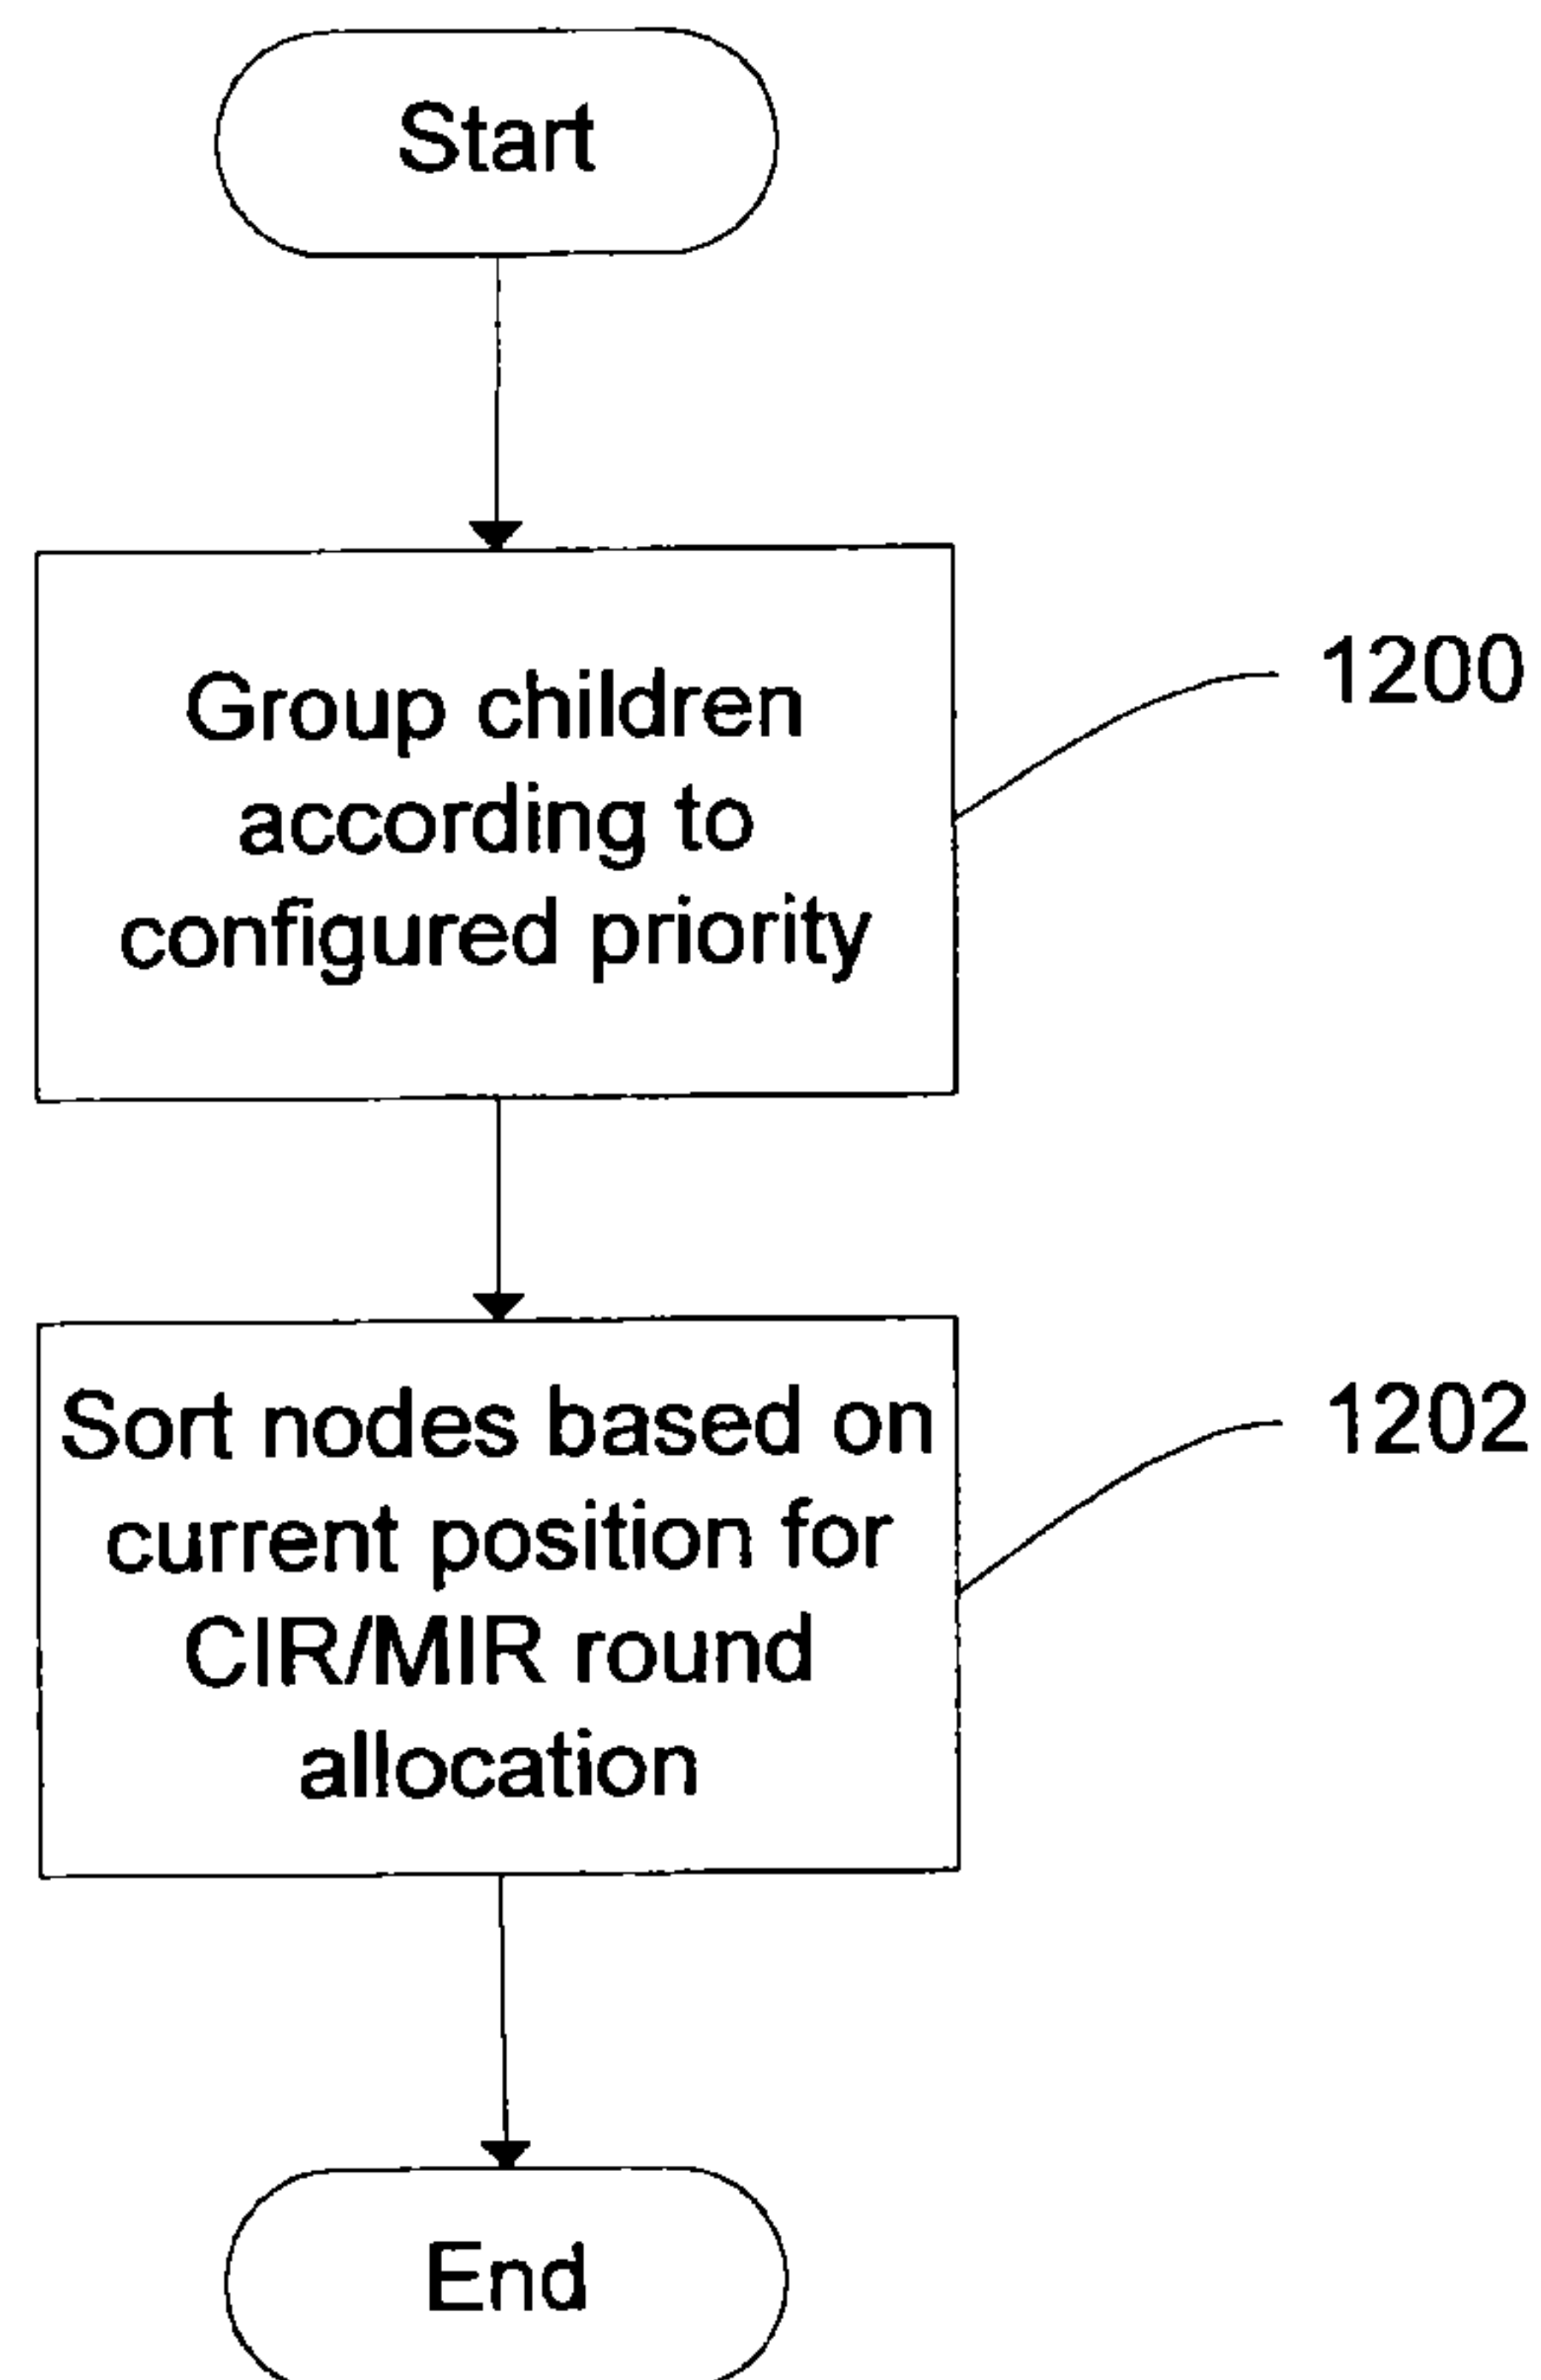 Start
Group children
according to
configured priority
1200
Sort nodes based on
current position for
CIR/MIR round
allocation
1202
End